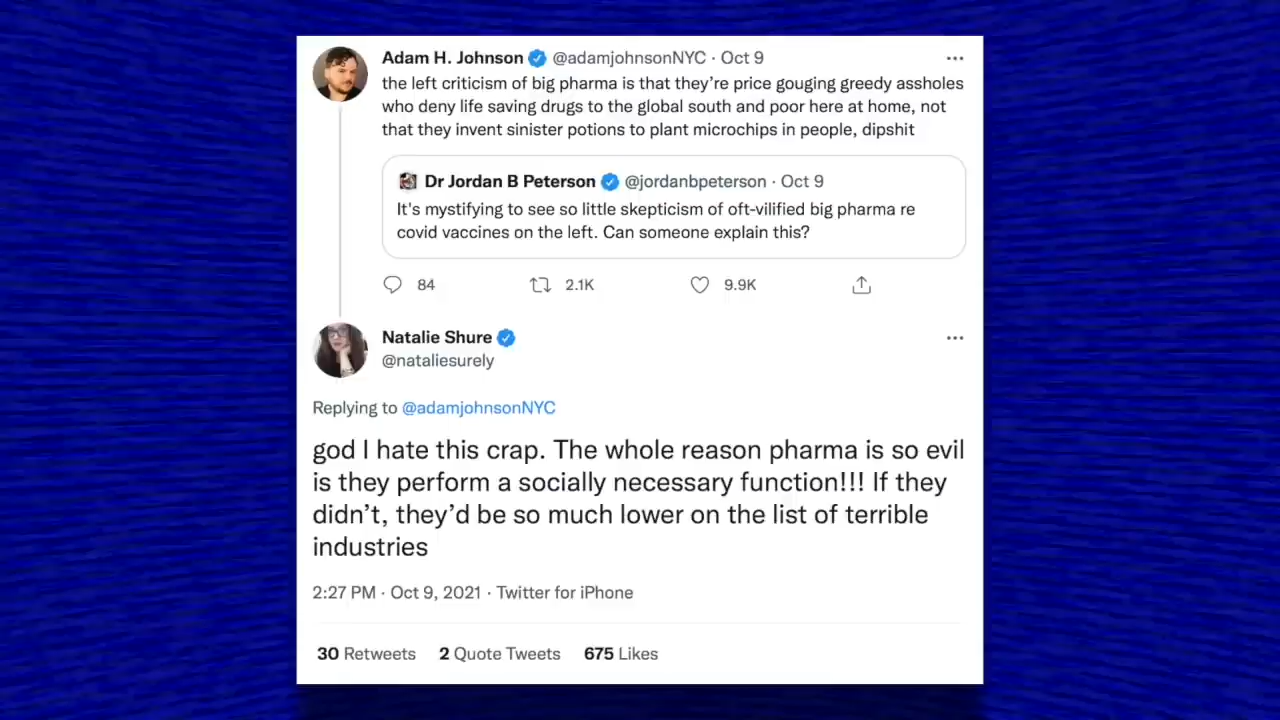 Adam H. Johnson @adamjohnsonNYC · Oct 9
the left criticism of big pharma is that they’re price gouging greedy assholes
who deny life saving drugs to the global south and poor here at home, not
that they invent sinister potions to plant microchips in people, dipshit
Dr Jordan B Peterson @jordanbpeterson · Oct 9
It's mystifying to see so little skepticism of oft-vilified big pharma re
covid vaccines on the left. Can someone explain this?
84 2.1K 9.9K
Natalie Shure
@nataliesurely
Replying to @adamjohnsonNYC
god I hate this crap. The whole reason pharma is so evil
is they perform a socially necessary function!!! If they
didn’t, they’d be so much lower on the list of terrible
industries
2:27 PM · Oct 9, 2021 · Twitter for iPhone
30 Retweets 2 Quote Tweets 675 Likes